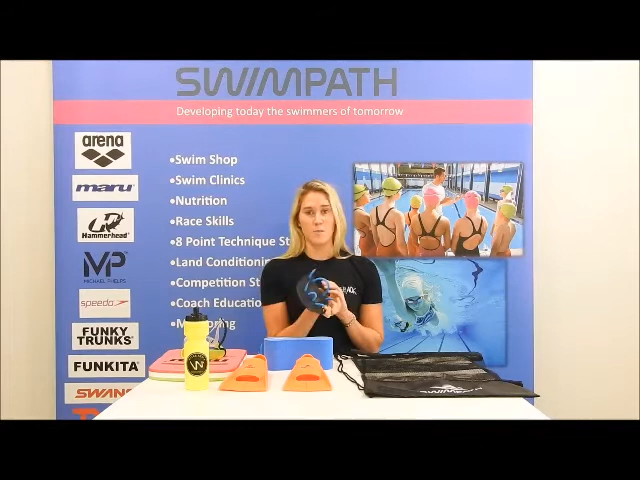 SWIMPATH
Developing today the swimmers of tomorrow
arena
maru
Hammerhead
MP
MICHAEL PHELPS
speedo
FUNKY
TRUNKS
FUNKITA
SWANS
•Swim Shop
•Swim Clinics
•Nutrition
•Race Skills
•8 Point Technique St
•Land Conditionin
•Competition St
•Coach Educatio
SWIMPATH